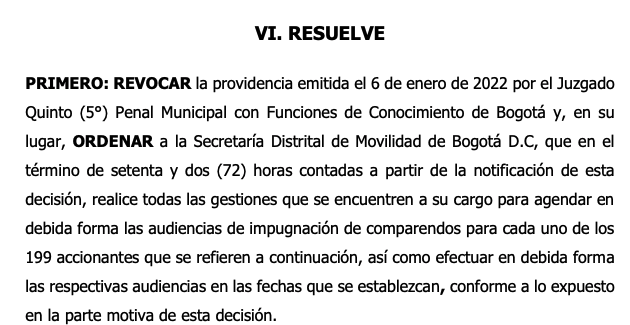 VI. RESUELVE
PRIMERO: REVOCAR la providencia emitida el 6 de enero de 2022 por el Juzgado
Quinto (5°) Penal Municipal con Funciones de Conocimiento de Bogotá y, en su
lugar, ORDENAR a la Secretaría Distrital de Movilidad de Bogotá D.C, que en el
término de setenta y dos (72) horas contadas a partir de la notificación de esta
decisión, realice todas las gestiones que se encuentren a su cargo para agendar en
debida forma las audiencias de impugnación de comparendos para cada uno de los
199 accionantes que se refieren a continuación, así como efectuar en debida forma
las respectivas audiencias en las fechas que se establezcan, conforme a lo expuesto
en la parte motiva de esta decisión.